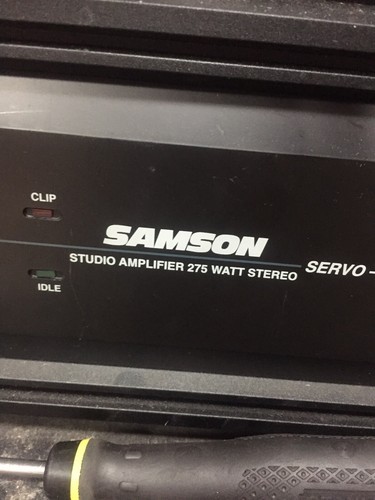 CLIP
SAMSON
STUDIO AMPLIFIER 275 WATT STEREO
SERVO -
IDLE